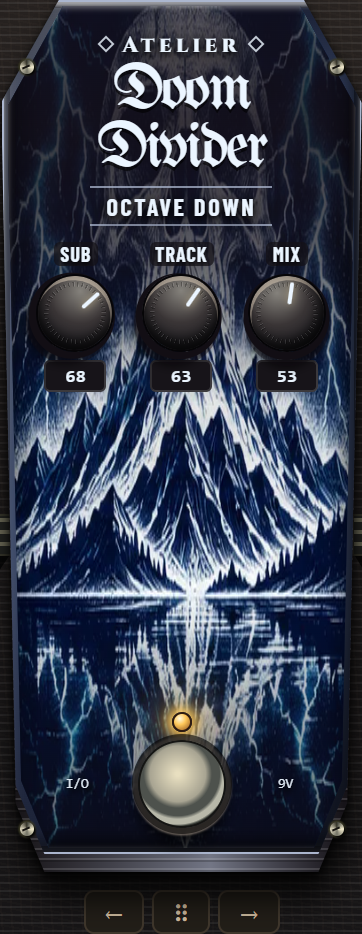 ATELIER
Doom
Divider
OCTAVE DOWN
SUB TRACK MIX
68 63 53
I/O 9V
← →